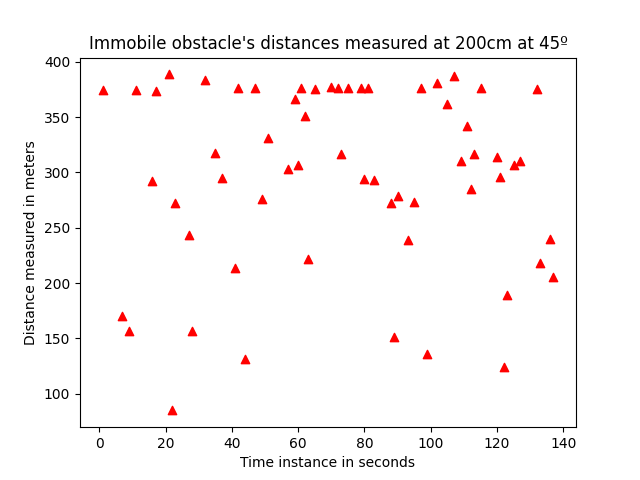 Immobile obstacle's distances measured at 200cm at 45º
400
350
300
250
200
150
100
Distance measured in meters
0 20 40 60 80 100 120 140
Time instance in seconds